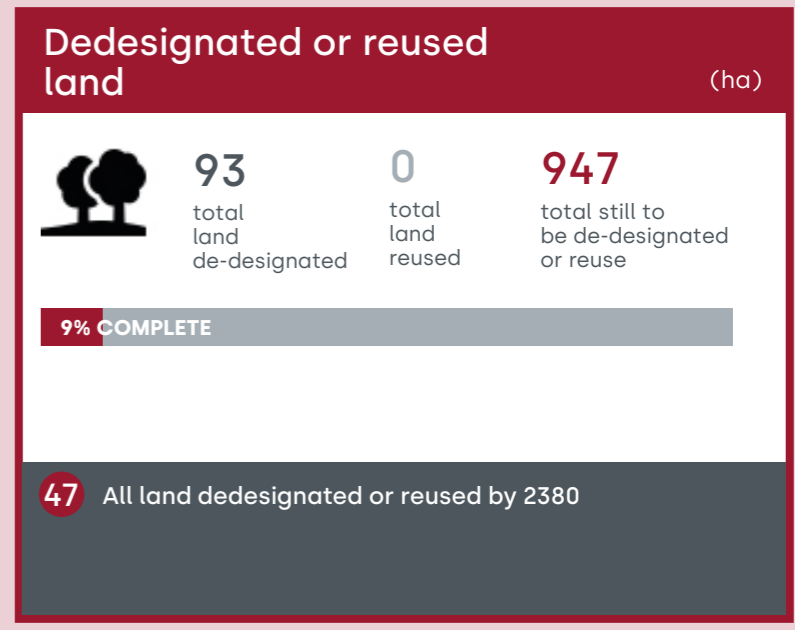 Dedesignated or reused
land
(ha)
93
total
land
de-designated
0
total
land
reused
947
total still to
be de-designated
or reuse
9% COMPLETE
47 All land dedesignated or reused by 2380